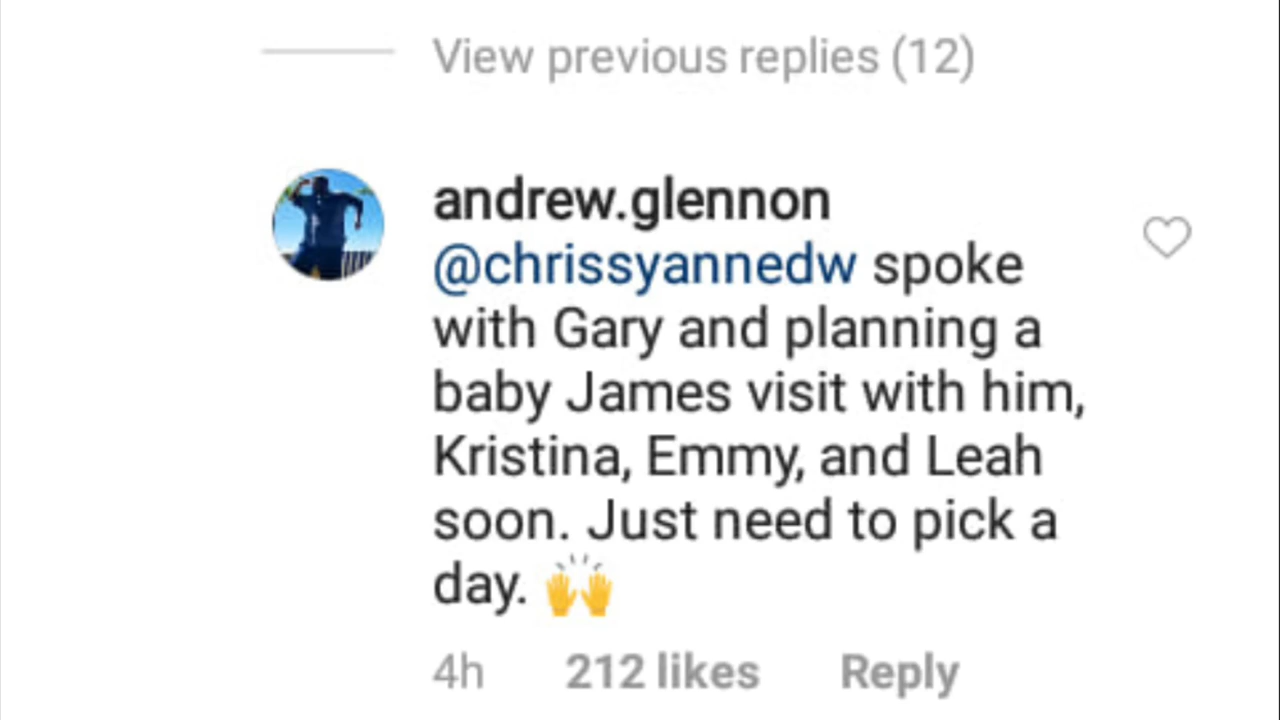 View previous replies (12)
andrew.glennon
@chrissyannedw spoke
with Gary and planning a
baby James visit with him,
Kristina, Emmy, and Leah
soon. Just need to pick a
day. 🙌
4h 212 likes Reply